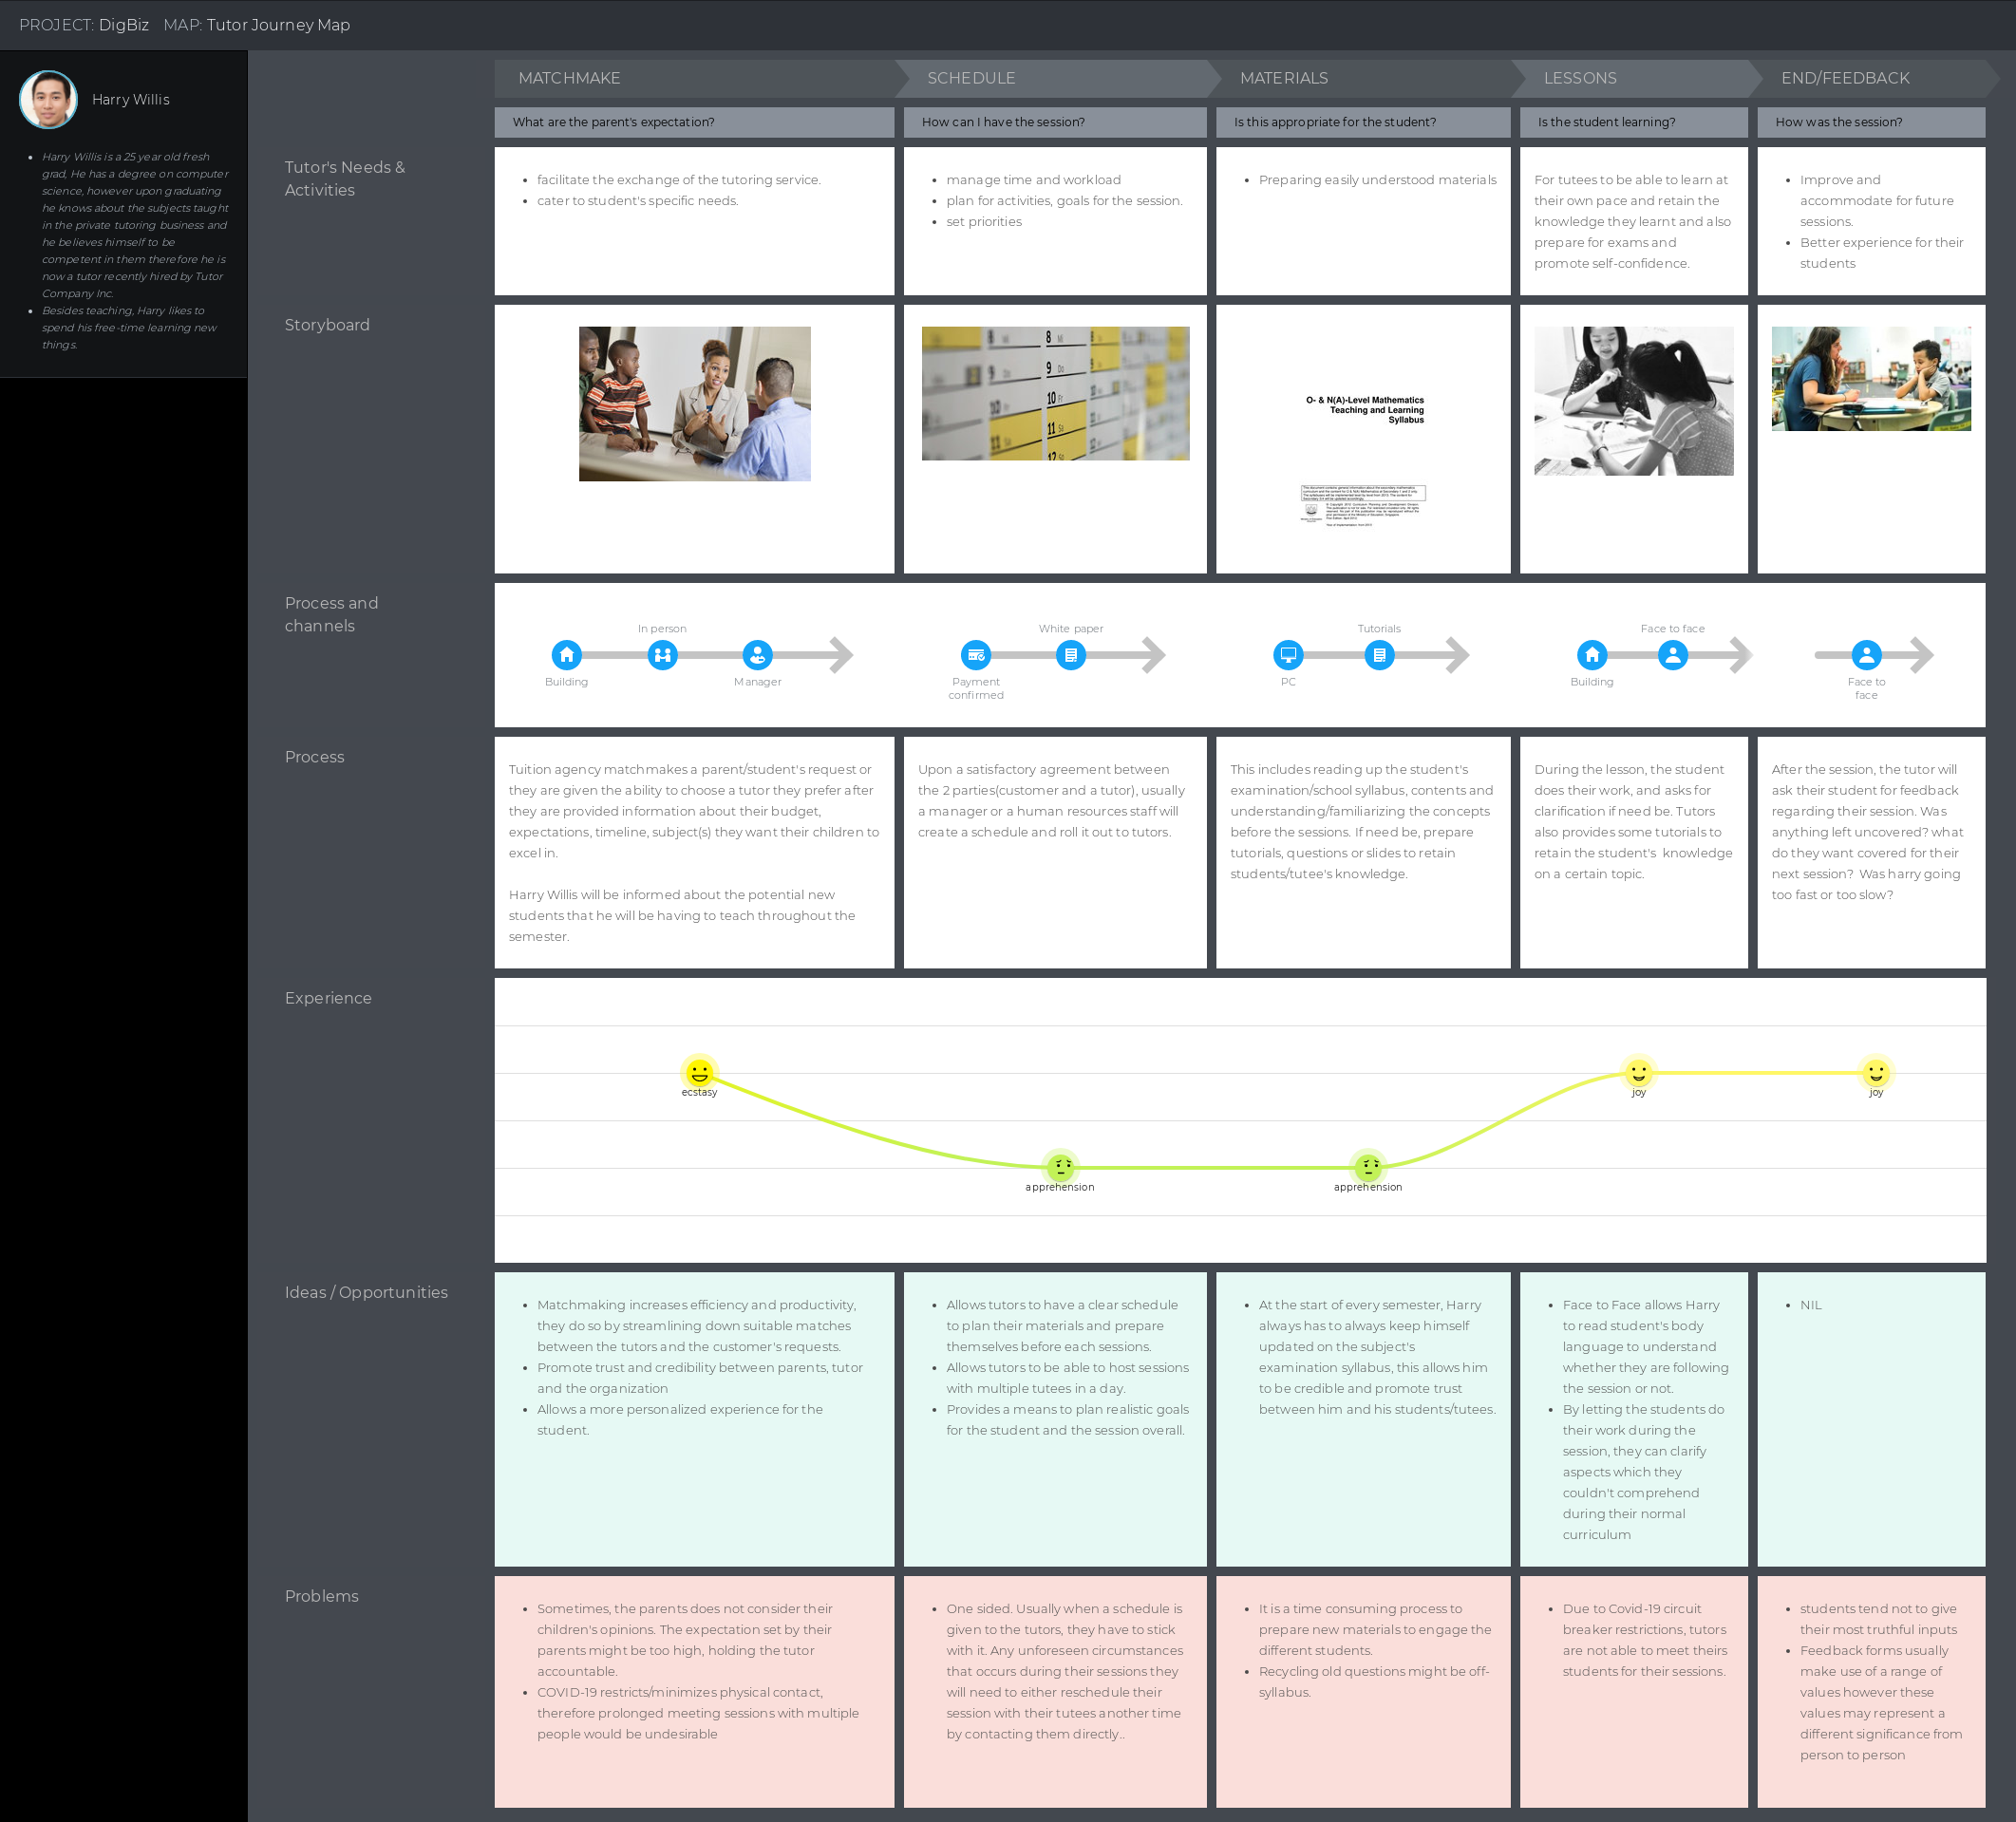 PROJECT: DigBiz MAP: Tutor Journey Map
Harry Willis
Harry Willis is a 25 year old fresh
grad, He has a degree on computer
science, however upon graduating
he knows about the subjects taught
in the private tutoring business and
he believes himself to be
competent in them therefore he is
now a tutor recently hired by Tutor
Company Inc.
Besides teaching, Harry likes to
spend his free-time learning new
things.
MATCHMAKE
SCHEDULE
MATERIALS
LESSONS
END/FEEDBACK
What are the parent's expectation?
How can I have the session?
Is this appropriate for the student?
Is the student learning?
How was the session?
Tutor's Needs &
Activities
facilitate the exchange of the tutoring service.
cater to student's specific needs.
manage time and workload
plan for activities, goals for the session.
set priorities
Preparing easily understood materials
For tutees to be able to learn at
their own pace and retain the
knowledge they learnt and also
prepare for exams and
promote self-confidence.
Improve and
accommodate for future
sessions.
Better experience for their
students
Storyboard
8
9
10
11
12
O- & N(A)-Level Mathematics
Teaching and Learning
Syllabus
Process and
channels
Building
In person
Manager
Payment
confirmed
White paper
PC
Tutorials
Building
Face to face
Face to
face
Process
Tuition agency matchmakes a parent/student's request or
they are given the ability to choose a tutor they prefer after
they are provided information about their budget,
expectations, timeline, subject(s) they want their children to
excel in.
Harry Willis will be informed about the potential new
students that he will be having to teach throughout the
semester.
Upon a satisfactory agreement between
the 2 parties(customer and a tutor), usually
a manager or a human resources staff will
create a schedule and roll it out to tutors.
This includes reading up the student's
examination/school syllabus, contents and
understanding/familiarizing the concepts
before the sessions. If need be, prepare
tutorials, questions or slides to retain
students/tutee's knowledge.
During the lesson, the student
does their work, and asks for
clarification if need be. Tutors
also provides some tutorials to
retain the student's  knowledge
on a certain topic.
After the session, the tutor will
ask their student for feedback
regarding their session. Was
anything left uncovered? what
do they want covered for their
next session?  Was harry going
too fast or too slow?
Experience
ecstasy
apprehension
apprehension
joy
joy
Ideas / Opportunities
Matchmaking increases efficiency and productivity,
they do so by streamlining down suitable matches
between the tutors and the customer's requests.
Promote trust and credibility between parents, tutor
and the organization
Allows a more personalized experience for the
student.
Allows tutors to have a clear schedule
to plan their materials and prepare
themselves before each sessions.
Allows tutors to be able to host sessions
with multiple tutees in a day.
Provides a means to plan realistic goals
for the student and the session overall.
At the start of every semester, Harry
always has to always keep himself
updated on the subject's
examination syllabus, this allows him
to be credible and promote trust
between him and his students/tutees.
Face to Face allows Harry
to read student's body
language to understand
whether they are following
the session or not.
By letting the students do
their work during the
session, they can clarify
aspects which they
couldn't comprehend
during their normal
curriculum
NIL
Problems
Sometimes, the parents does not consider their
children's opinions. The expectation set by their
parents might be too high, holding the tutor
accountable.
COVID-19 restricts/minimizes physical contact,
therefore prolonged meeting sessions with multiple
people would be undesirable
One sided. Usually when a schedule is
given to the tutors, they have to stick
with it. Any unforeseen circumstances
that occurs during their sessions they
will need to either reschedule their
session with their tutees another time
by contacting them directly..
It is a time consuming process to
prepare new materials to engage the
different students.
Recycling old questions might be off-
syllabus.
Due to Covid-19 circuit
breaker restrictions, tutors
are not able to meet theirs
students for their sessions.
students tend not to give
their most truthful inputs
Feedback forms usually
make use of a range of
values however these
values may represent a
different significance from
person to person